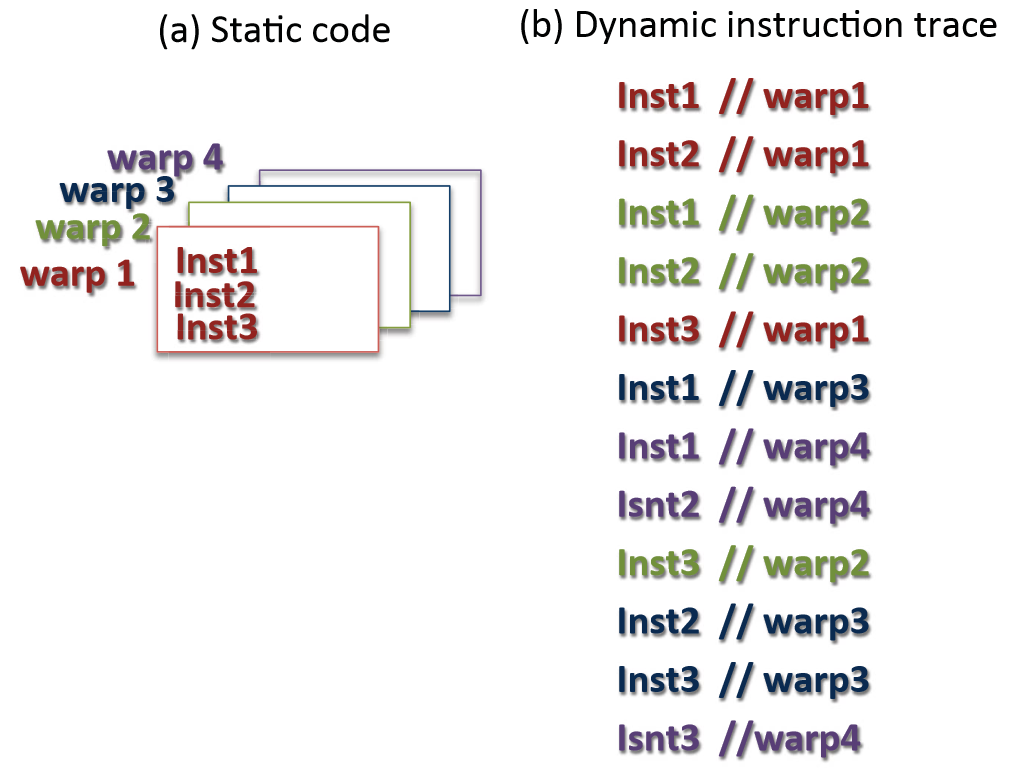 (a) Static code
warp 4
warp 3
warp 2
warp 1
Inst1
Inst2
Inst3
(b) Dynamic instruction trace
Inst1 // warp1
Inst2 // warp1
Inst1 // warp2
Inst2 // warp2
Inst3 // warp1
Inst1 // warp3
Inst1 // warp4
Isnt2 // warp4
Inst3 // warp2
Inst2 // warp3
Inst3 // warp3
Isnt3 //warp4